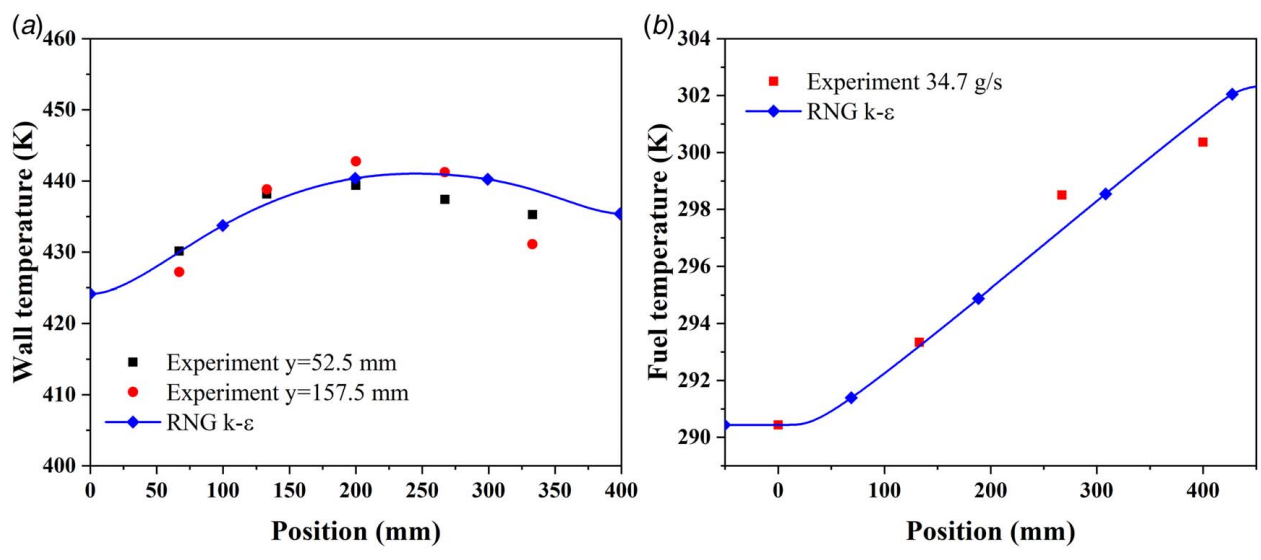 (a)
460
450
440
430
420
410
400
Wall temperature (K)
Experiment y=52.5 mm
Experiment y=157.5 mm
RNG k-ε
0 50 100 150 200 250 300 350 400
Position (mm)
(b)
304
302
300
298
296
294
292
290
Fuel temperature (K)
Experiment 34.7 g/s
RNG k-ε
0 100 200 300 400
Position (mm)